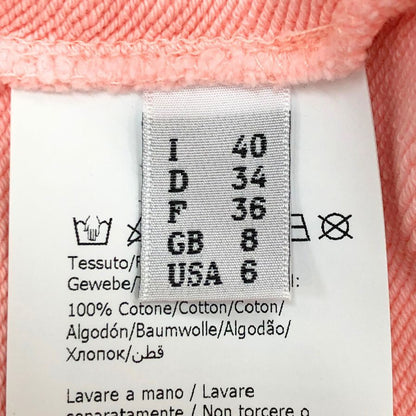 I 40
D 34
F 36
GB 8
USA 6
Tessuto/
Gewebe/
100% Cotone/Cotton/Coton/
Algodón/Baumwolle/Algodão/
Хлопок/قطن/
Lavare a mano / Lavare
separatamente / Non torcere o